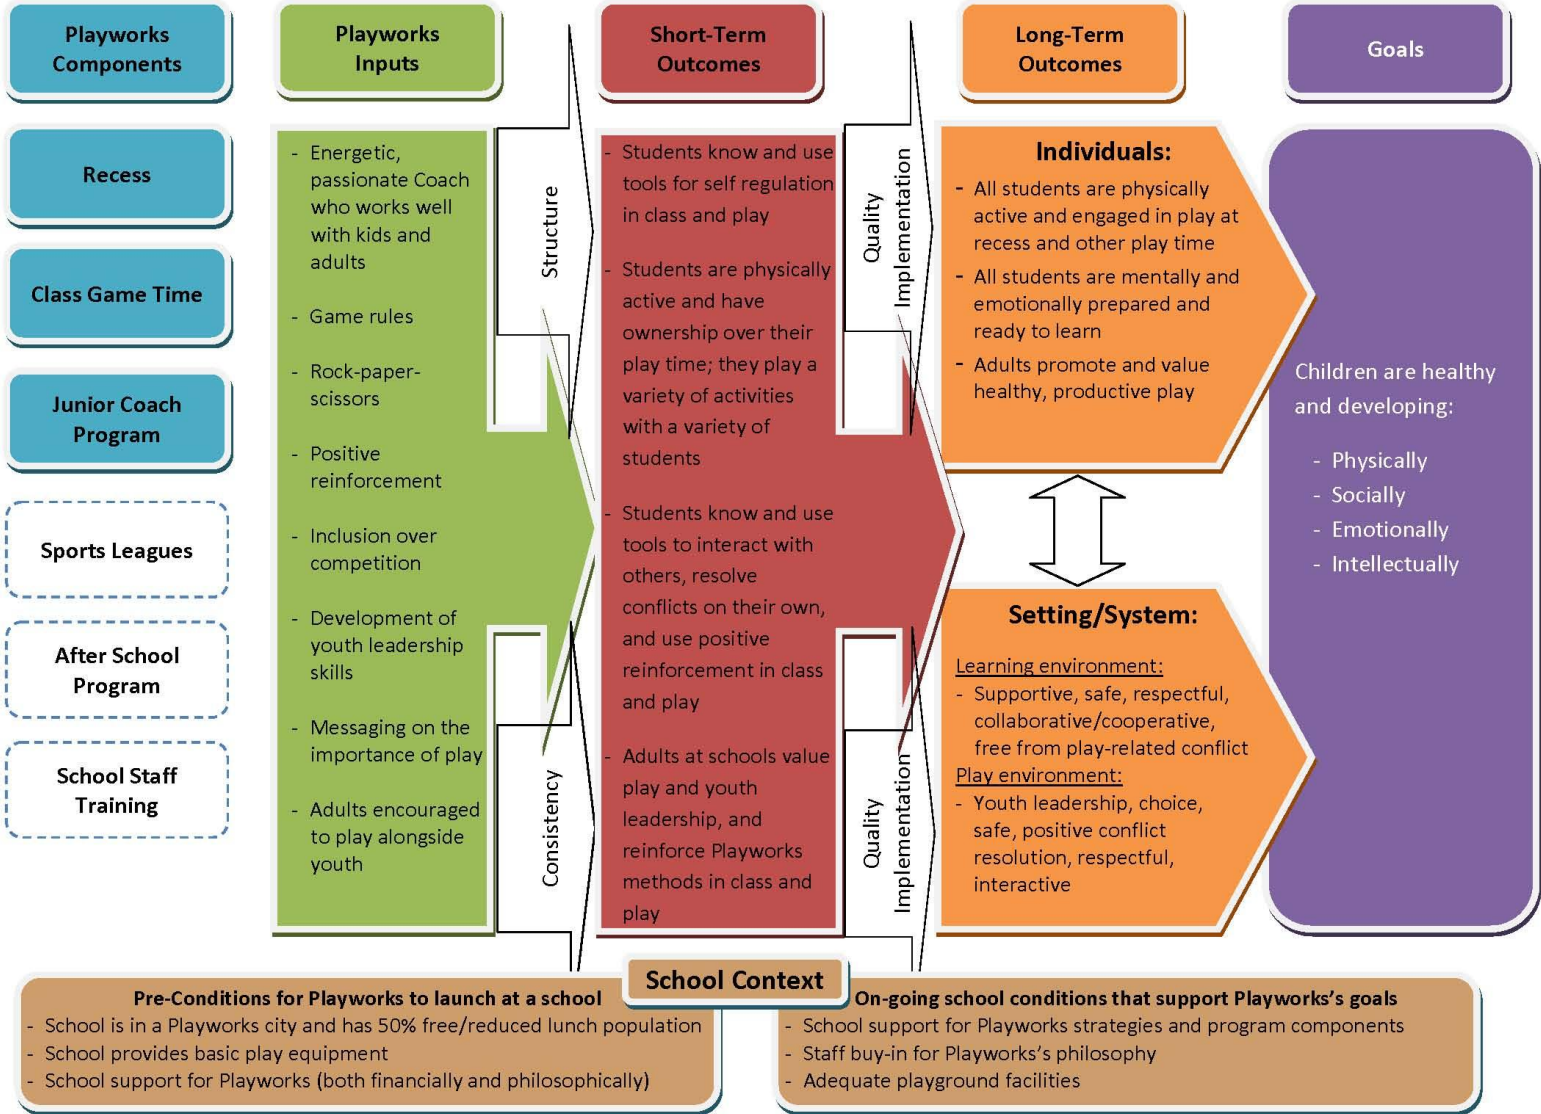 Playworks
Components
Recess
Class Game Time
Junior Coach
Program
Sports Leagues
After School
Program
School Staff
Training
Playworks
Inputs
- Energetic,
passionate Coach
who works well
with kids and
adults
- Game rules
- Rock-paper-
scissors
- Positive
reinforcement
- Inclusion over
competition
- Development of
youth leadership
skills
- Messaging on the
importance of play
- Adults encouraged
to play alongside
youth
Structure
Consistency
Short-Term
Outcomes
- Students know and use
tools for self regulation
in class and play
- Students are physically
active and have
ownership over their
play time; they play a
variety of activities
with a variety of
students
- Students know and use
tools to interact with
others, resolve
conflicts on their own,
and use positive
reinforcement in class
and play
- Adults at schools value
play and youth
leadership, and
reinforce Playworks
methods in class and
play
Quality
Implementation
Quality
Implementation
Long-Term
Outcomes
Individuals:
- All students are physically
active and engaged in play at
recess and other play time
- All students are mentally and
emotionally prepared and
ready to learn
- Adults promote and value
healthy, productive play
Setting/System:
Learning environment:
- Supportive, safe, respectful,
collaborative/cooperative,
free from play-related conflict
Play environment:
- Youth leadership, choice,
safe, positive conflict
resolution, respectful,
interactive
Goals
Children are healthy
and developing:
- Physically
- Socially
- Emotionally
- Intellectually
School Context
Pre-Conditions for Playworks to launch at a school
- School is in a Playworks city and has 50% free/reduced lunch population
- School provides basic play equipment
- School support for Playworks (both financially and philosophically)
On-going school conditions that support Playworks's goals
- School support for Playworks strategies and program components
- Staff buy-in for Playworks's philosophy
- Adequate playground facilities